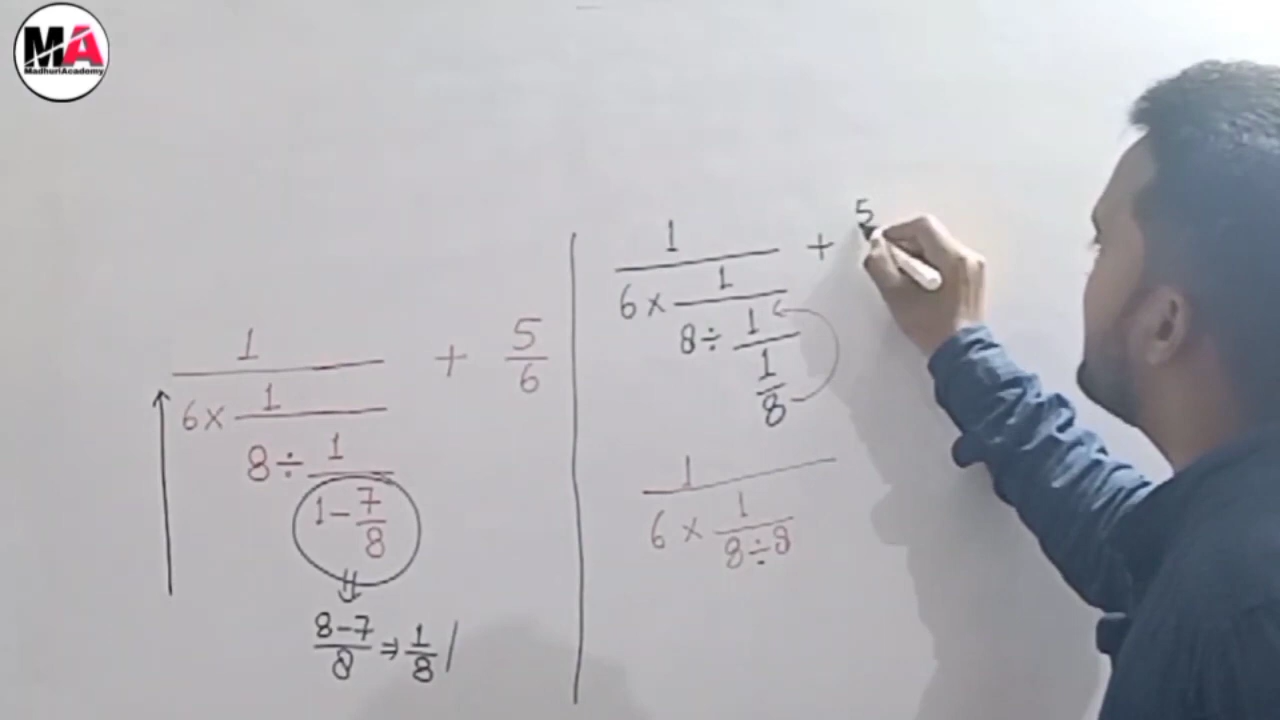 MA
MadhuriAcademy
1
6 × 1 + 5/6
8 ÷ 1
1 - 7/8
⇓
8-7/8 ⇒ 1/8
1
6 × 1 + 5
8 ÷ 1
1/8
1
6 × 1
8÷8